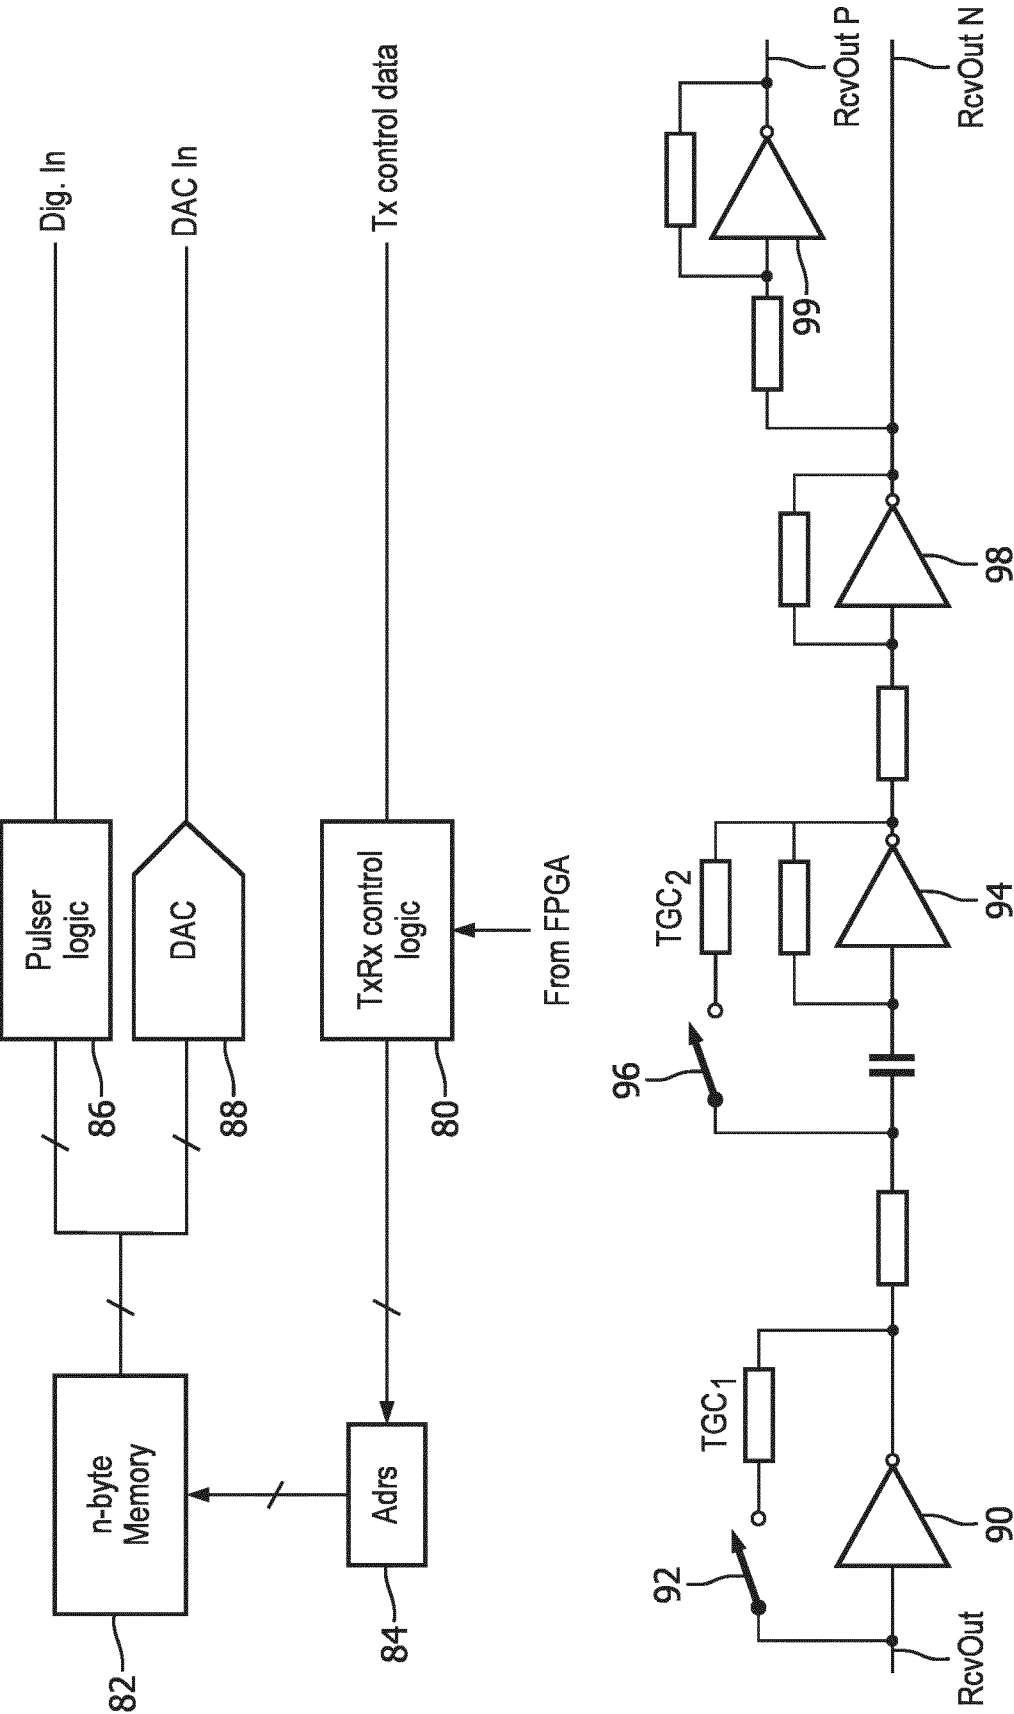 Dig. In
DAC In
Tx control data
Pulser
logic
86
DAC
88
TxRx control
logic
80
From FPGA
n-byte
Memory
82
Adrs
84
RcvOut P
RcvOut N
99
98
TGC2
96
94
TGC1
92
90
RcvOut